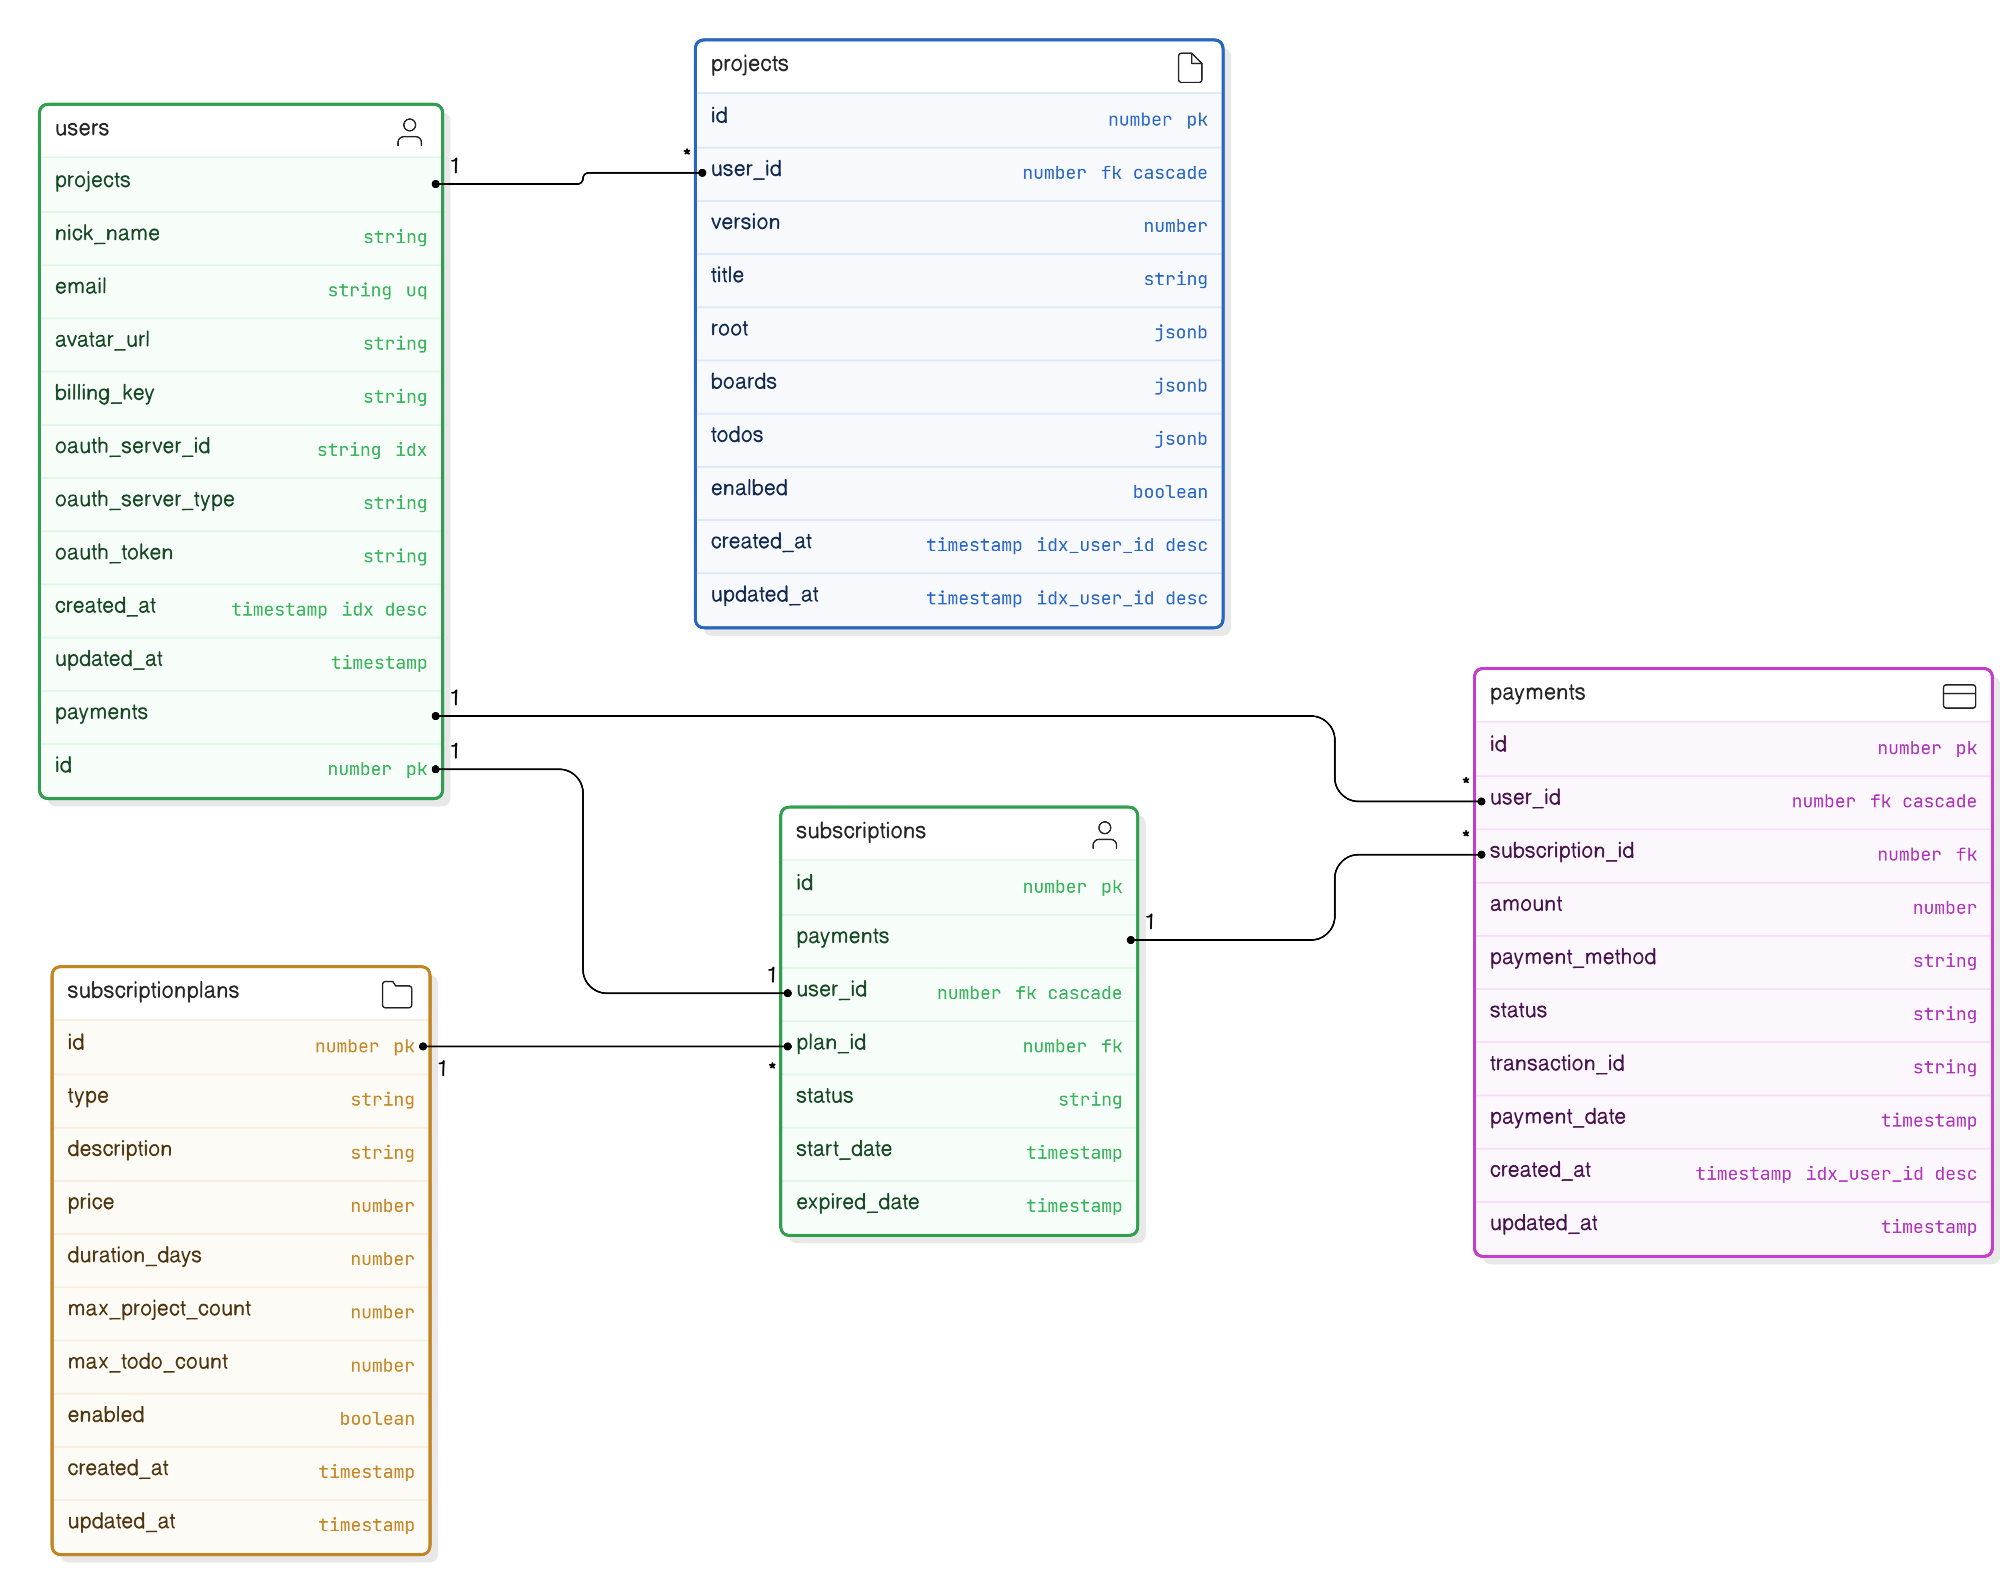 projects
id number pk
user_id number fk cascade
version number
title string
root jsonb
boards jsonb
todos jsonb
enalbed boolean
created_at timestamp idx_user_id desc
updated_at timestamp idx_user_id desc
users
projects
nick_name string
email string uq
avatar_url string
billing_key string
oauth_server_id string idx
oauth_server_type string
oauth_token string
created_at timestamp idx desc
updated_at timestamp
payments
id number pk
1
*
1
*
1
1
1
*
1
*
payments
id number pk
user_id number fk cascade
subscription_id number fk
amount number
payment_method string
status string
transaction_id string
payment_date timestamp
created_at timestamp idx_user_id desc
updated_at timestamp
subscriptions
id number pk
payments
user_id number fk cascade
plan_id number fk
status string
start_date timestamp
expired_date timestamp
subscriptionplans
id number pk
type string
description string
price number
duration_days number
max_project_count number
max_todo_count number
enabled boolean
created_at timestamp
updated_at timestamp